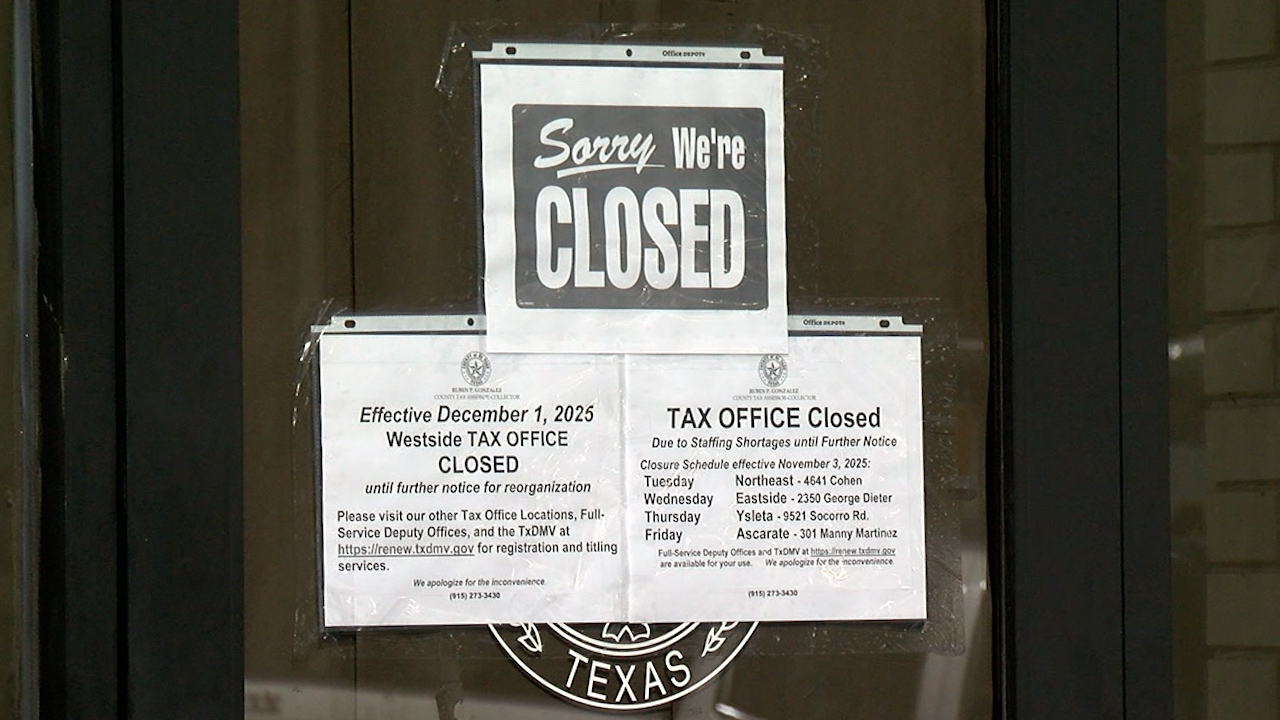 Office DEPOT
Sorry We're
CLOSED
RUBEN P. GONZALEZ
COUNTY TAX ASSESSOR-COLLECTOR
Effective December 1, 2025
Westside TAX OFFICE
CLOSED
until further notice for reorganization
Please visit our other Tax Office Locations, Full-
Service Deputy Offices, and the TxDMV at
https://renew.txdmv.gov for registration and titling
services.
We apologize for the inconvenience
(915) 273-3430
Office DEPOT
RUBEN P. GONZALEZ
COUNTY TAX ASSESSOR-COLLECTOR
TAX OFFICE Closed
Due to Staffing Shortages until Further Notice
Closure Schedule effective November 3, 2025:
Tuesday Northeast - 4641 Cohen
Wednesday Eastside - 2350 George Dieter
Thursday Ysleta - 9521 Socorro Rd.
Friday Ascarate - 301 Manny Martinez
Full-Service Deputy Offices and TxDMV at https://renew.txdmv.gov
are available for your use. We apologize for the inconvenience.
(915) 273-3430
TEXAS